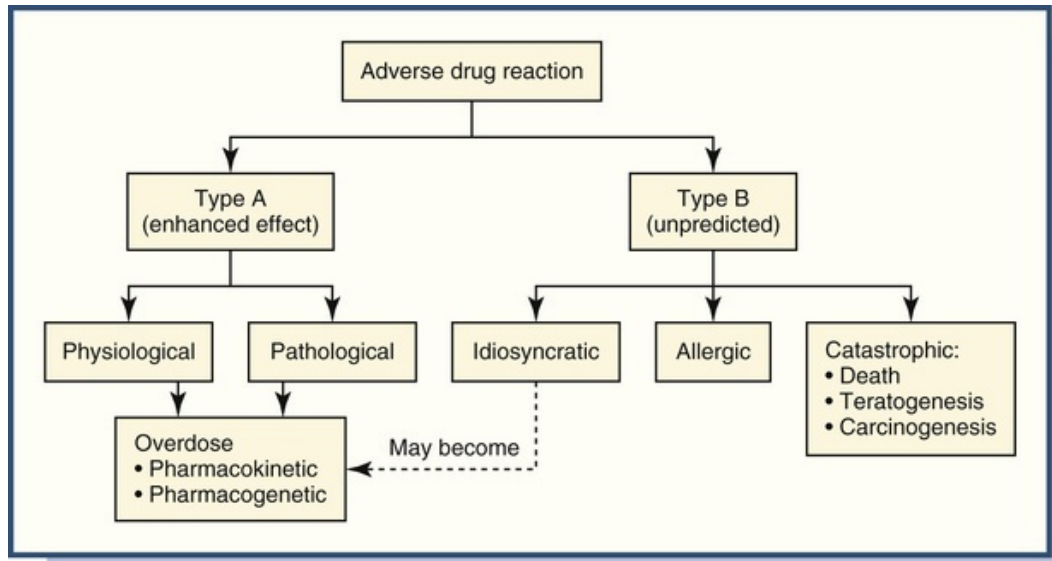 Adverse drug reaction
Type A
(enhanced effect)
Type B
(unpredicted)
Physiological
Pathological
Idiosyncratic
Allergic
Catastrophic:
• Death
• Teratogenesis
• Carcinogenesis
Overdose
• Pharmacokinetic
• Pharmacogenetic
May become